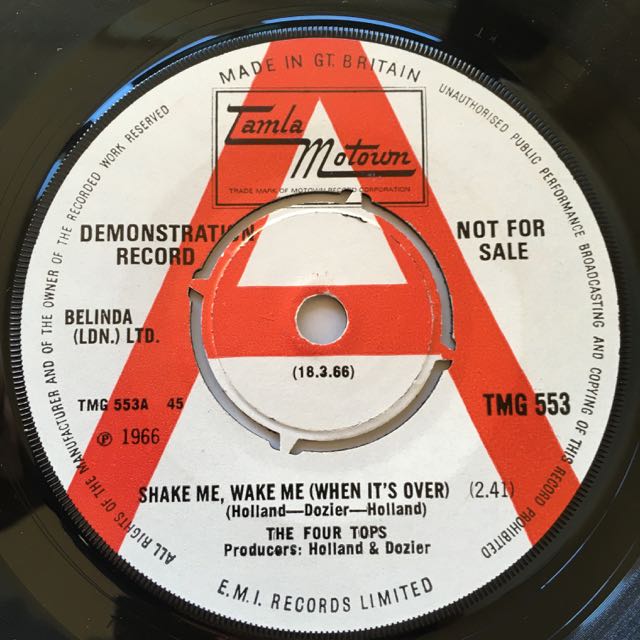 MADE IN GT. BRITAIN
Tamla
Motown
TRADE MARK OF MOTOWN RECORD CORPORATION
DEMONSTRATION
RECORD
NOT FOR
SALE
BELINDA
(LDN.) LTD.
(18.3.66)
TMG 553A 45
TMG 553
℗ 1966
SHAKE ME, WAKE ME (WHEN IT'S OVER) (2.41)
(Holland—Dozier—Holland)
THE FOUR TOPS
Producers: Holland & Dozier
E.M.I. RECORDS LIMITED
ALL RIGHTS OF THE MANUFACTURER AND OF THE OWNER OF THE RECORDED WORK RESERVED
UNAUTHORISED PUBLIC PERFORMANCE BROADCASTING AND COPYING OF THIS RECORD PROHIBITED
A